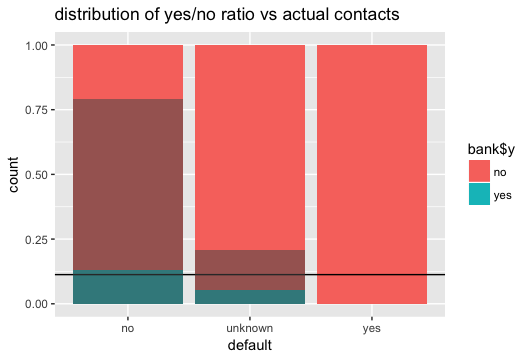 distribution of yes/no ratio vs actual contacts
1.00
0.75
0.50
0.25
0.00
count
no unknown yes
default
bank$y
no
yes